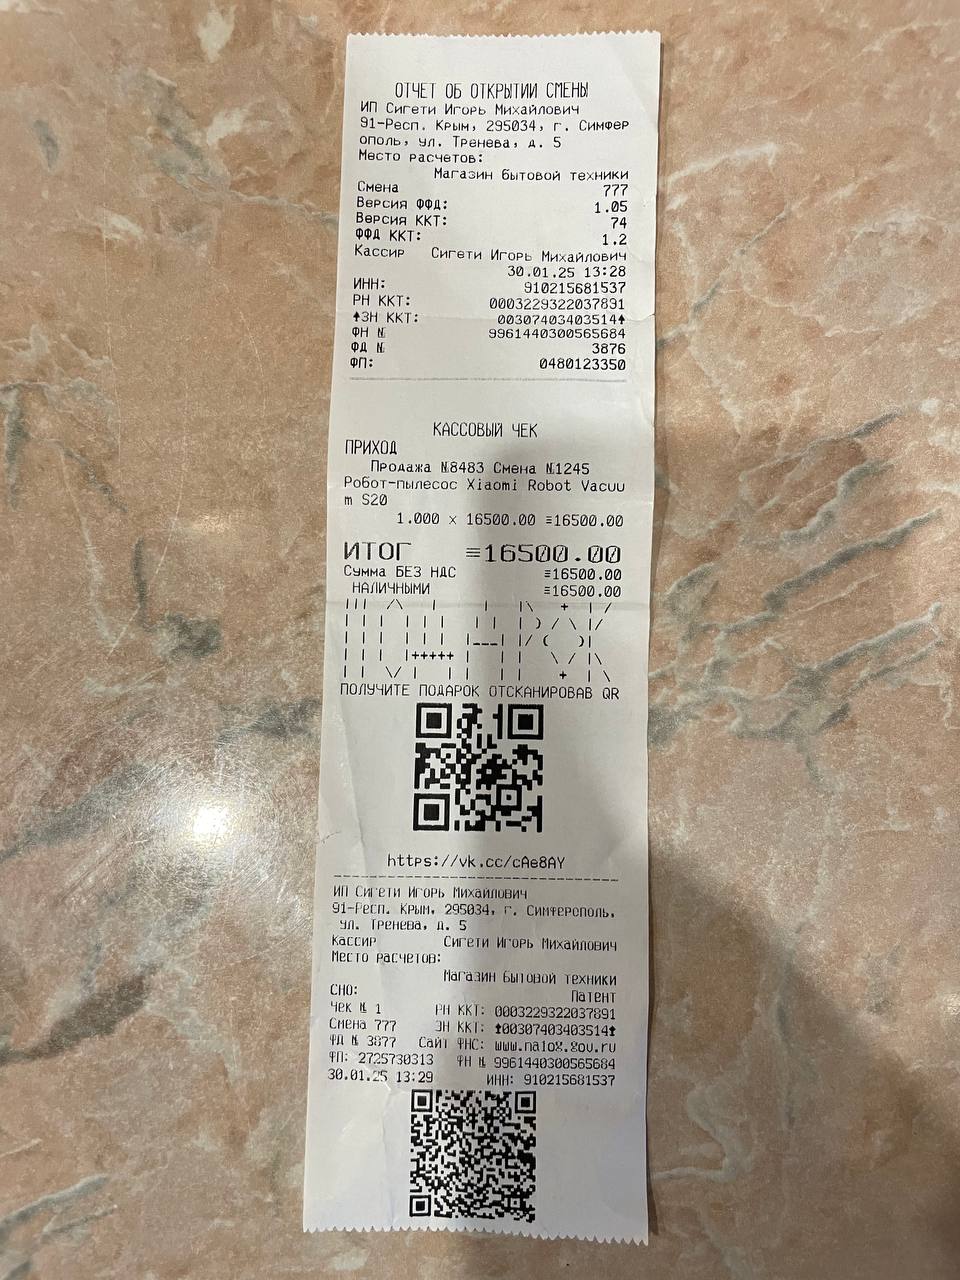 ОТЧЕТ ОБ ОТКРЫТИИ СМЕНЫ
ИП Сигети Игорь Михайлович
91-Респ. Крым, 295034, г. Симфер
ополь, ул. Тренева, д. 5
Место расчетов:
Магазин бытовой техники
Смена 777
Версия ФФД: 1.05
Версия ККТ: 74
ФФД ККТ: 1.2
Кассир Сигети Игорь Михайлович
30.01.25 13:28
ИНН: 910215681537
РН ККТ: 0003229322037891
↑ЗН ККТ: 00307403403514↑
ФН № 9961440300565684
ФД № 3876
ФП: 0480123350
КАССОВЫЙ ЧЕК
ПРИХОД
Продажа №8483 Смена №1245
Робот-пылесос Xiaomi Robot Vacuu
m S20
1.000 x 16500.00 =16500.00
ИТОГ =16500.00
Сумма БЕЗ НДС =16500.00
НАЛИЧНЫМИ =16500.00
ПОЛУЧИТЕ ПОДАРОК ОТСКАНИРОВАВ QR
https://vk.cc/cAe8AY
ИП Сигети Игорь Михайлович
91-Респ. Крым, 295034, г. Симферополь,
ул. Тренева, д. 5
Кассир Сигети Игорь Михайлович
Место расчетов:
Магазин бытовой техники
СНО: Патент
Чек № 1 РН ККТ: 0003229322037891
Смена 777 ЗН ККТ: ↑00307403403514↑
ФД № 3877 Сайт ФНС: www.nalog.gov.ru
ФП: 2725730313 ФН № 9961440300565684
30.01.25 13:29 ИНН: 910215681537